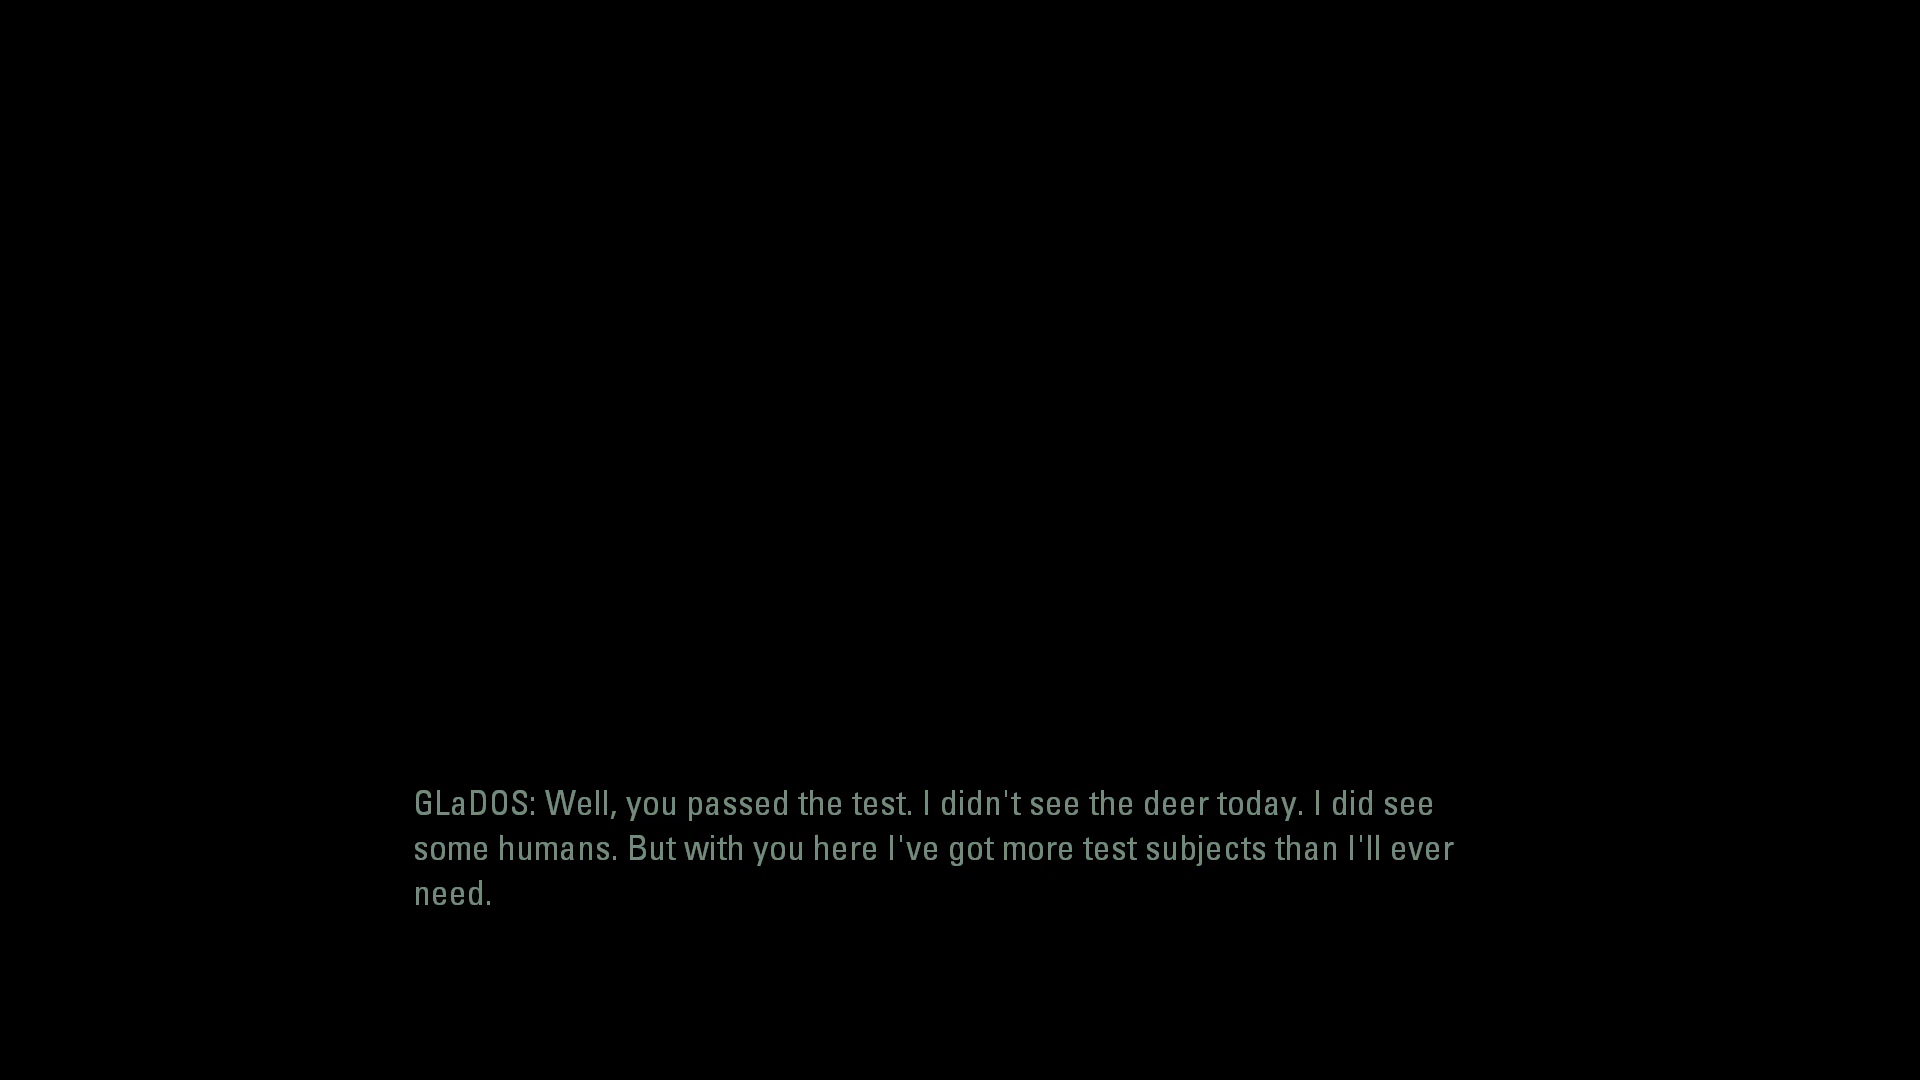 GLaDOS: Well, you passed the test. I didn't see the deer today. I did see
some humans. But with you here I've got more test subjects than I'll ever
need.